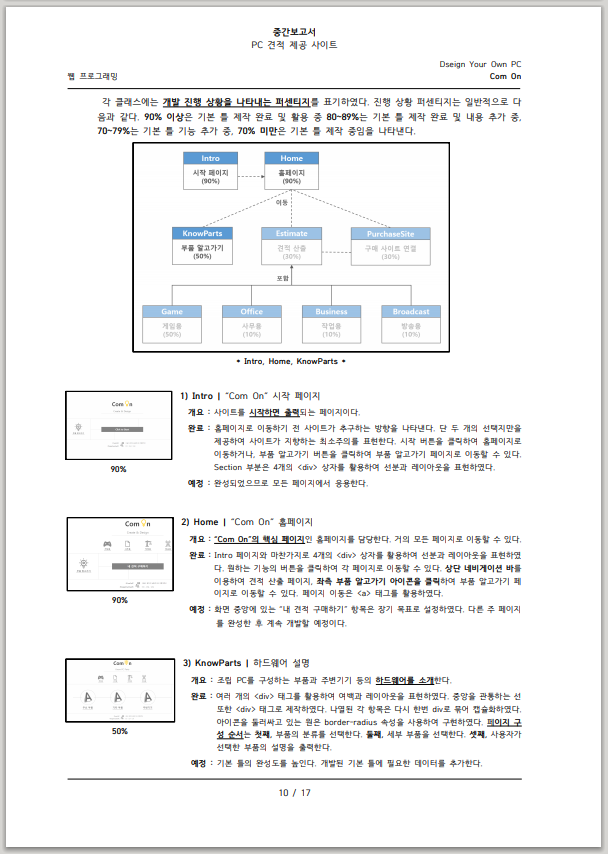 중간보고서
PC 견적 제공 사이트
Dseign Your Own PC
웹 프로그래밍
Com On
각 클래스에는 개발 진행 상황을 나타내는 퍼센티지를 표기하였다. 진행 상황 퍼센티지는 일반적으로 다
음과 같다. 90% 이상은 기본 틀 제작 완료 및 활용 중 80~89%는 기본 틀 제작 완료 및 내용 추가 중,
70~79%는 기본 틀 기능 추가 중, 70% 미만은 기본 틀 제작 중임을 나타낸다.
Intro
시작 페이지
(90%)
Home
홈페이지
(90%)
이동
KnowParts
부품 알고가기
(50%)
Estimate
견적 산출
(30%)
PurchaseSite
구매 사이트 연결
(30%)
포함
Game
게임용
(50%)
Office
사무용
(10%)
Business
작업용
(10%)
Broadcast
방송용
(10%)
* Intro, Home, KnowParts *
Com On
90%
1) Intro | "Com On" 시작 페이지
개요 : 사이트를 시작하면 출력되는 페이지이다.
완료 : 홈페이지로 이동하기 전 사이트가 추구하는 방향을 나타낸다. 단 두 개의 선택지만을
제공하여 사이트가 지향하는 최소주의를 표현한다. 시작 버튼을 클릭하여 홈페이지로
이동하거나, 부품 알고가기 버튼을 클릭하여 부품 알고가기 페이지로 이동할 수 있다.
Section 부분은 4개의 <div> 상자를 활용하여 선분과 레이아웃을 표현하였다.
예정 : 완성되었으므로 모든 페이지에서 응용한다.
Com On
90%
2) Home | "Com On" 홈페이지
개요 : "Com On"의 핵심 페이지인 홈페이지를 담당한다. 거의 모든 페이지로 이동할 수 있다.
완료 : Intro 페이지와 마찬가지로 4개의 <div> 상자를 활용하여 선분과 레이아웃을 표현하였
다. 원하는 기능의 버튼을 클릭하여 각 페이지로 이동할 수 있다. 상단 네비게이션 바를
이용하여 견적 산출 페이지, 좌측 부품 알고가기 아이콘을 클릭하여 부품 알고가기 페
이지로 이동할 수 있다. 페이지 이동은 <a> 태그를 활용하였다.
예정 : 화면 중앙에 있는 "내 견적 구매하기" 항목은 장기 목표로 설정하였다. 다른 주 페이지
를 완성한 후 계속 개발할 예정이다.
Com On
50%
3) KnowParts | 하드웨어 설명
개요 : 조립 PC를 구성하는 부품과 주변기기 등의 하드웨어를 소개한다.
완료 : 여러 개의 <div> 태그를 활용하여 여백과 레이아웃을 표현하였다. 중앙을 관통하는 선
또한 <div> 태그로 제작하였다. 나열된 각 항목은 다시 한번 div로 묶어 캡슐화하였다.
아이콘을 둘러싸고 있는 원은 border-radius 속성을 사용하여 구현하였다. 페이지 구
성 순서는 첫째, 부품의 분류를 선택한다. 둘째, 세부 부품을 선택한다. 셋째, 사용자가
선택한 부품의 설명을 출력한다.
예정 : 기본 틀의 완성도를 높인다. 개발된 기본 틀에 필요한 데이터를 추가한다.
10 / 17